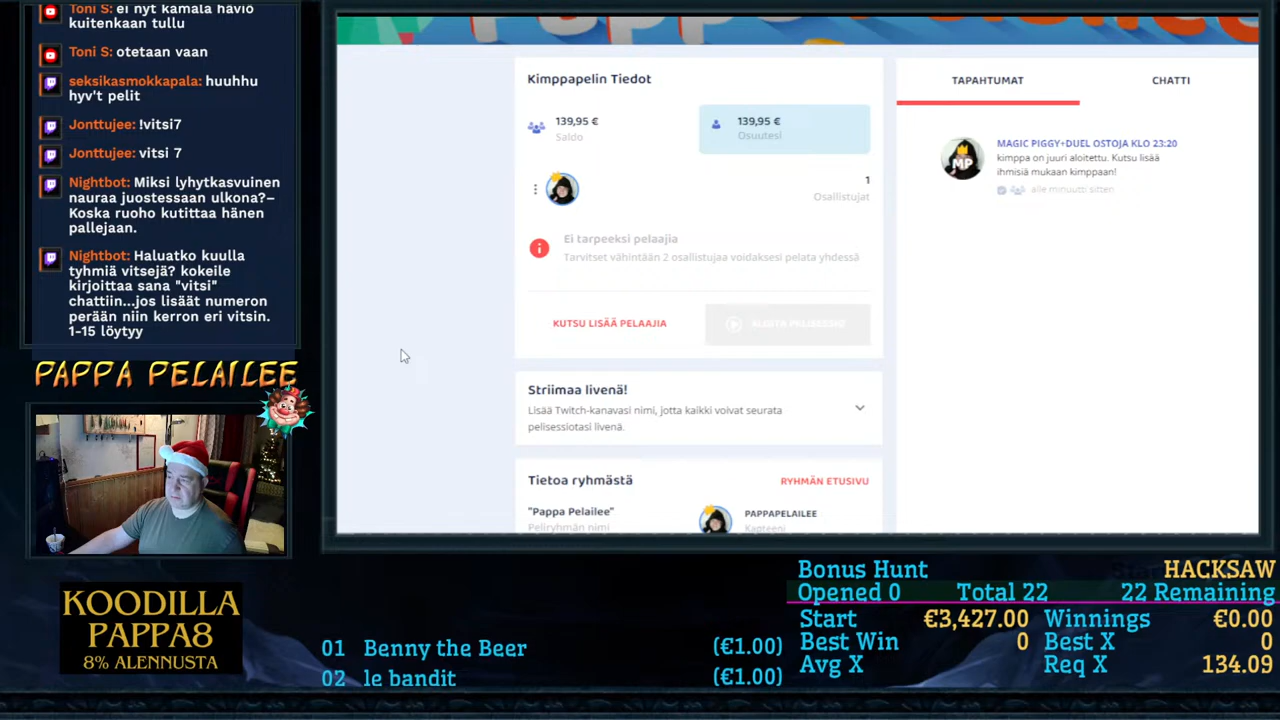 Toni S: ei nyt kamala häviö
kuitenkaan tullu
Toni S: otetaan vaan
seksikasmokkapala: huuhhu
hyv't pelit
Jonttujee: !vitsi7
Jonttujee: vitsi 7
Nightbot: Miksi lyhytkasvuinen
nauraa juostessaan ulkona?–
Koska ruoho kutittaa hänen
pallejaan.
Nightbot: Haluatko kuulla
tyhmiä vitsejä? kokeile
kirjoittaa sana "vitsi"
chattiin...jos lisäät numeron
perään niin kerron eri vitsin.
1-15 löytyy
PAPPA PELAILEE
KOODILLA
PAPPA8
8% ALENNUSTA
Kimppapelin Tiedot
139,95 €
Saldo
139,95 €
Osuutesi
1
Osallistujat
Ei tarpeeksi pelaajia
Tarvitset vähintään 2 osallistujaa voidaksesi pelata yhdessä
KUTSU LISÄÄ PELAAJIA
ALOITA PELISESSIO
Striimaa livenä!
Lisää Twitch-kanavasi nimi, jotta kaikki voivat seurata
pelisessiotasi livenä.
Tietoa ryhmästä
RYHMÄN ETUSIVU
"Pappa Pelailee"
Peliryhmän nimi
PAPPAPELAILEE
Kapteeni
TAPAHTUMAT
CHATTI
MP
MAGIC PIGGY+DUEL OSTOJA KLO 23:20
kimppa on juuri aloitettu. Kutsu lisää
ihmisiä mukaan kimppaan!
alle minuutti sitten
01 Benny the Beer (€1.00)
02 le bandit (€1.00)
Bonus Hunt HACKSAW
Opened 0 Total 22 22 Remaining
Start €3,427.00 Winnings €0.00
Best Win 0 Best X 0
Avg X Req X 134.09